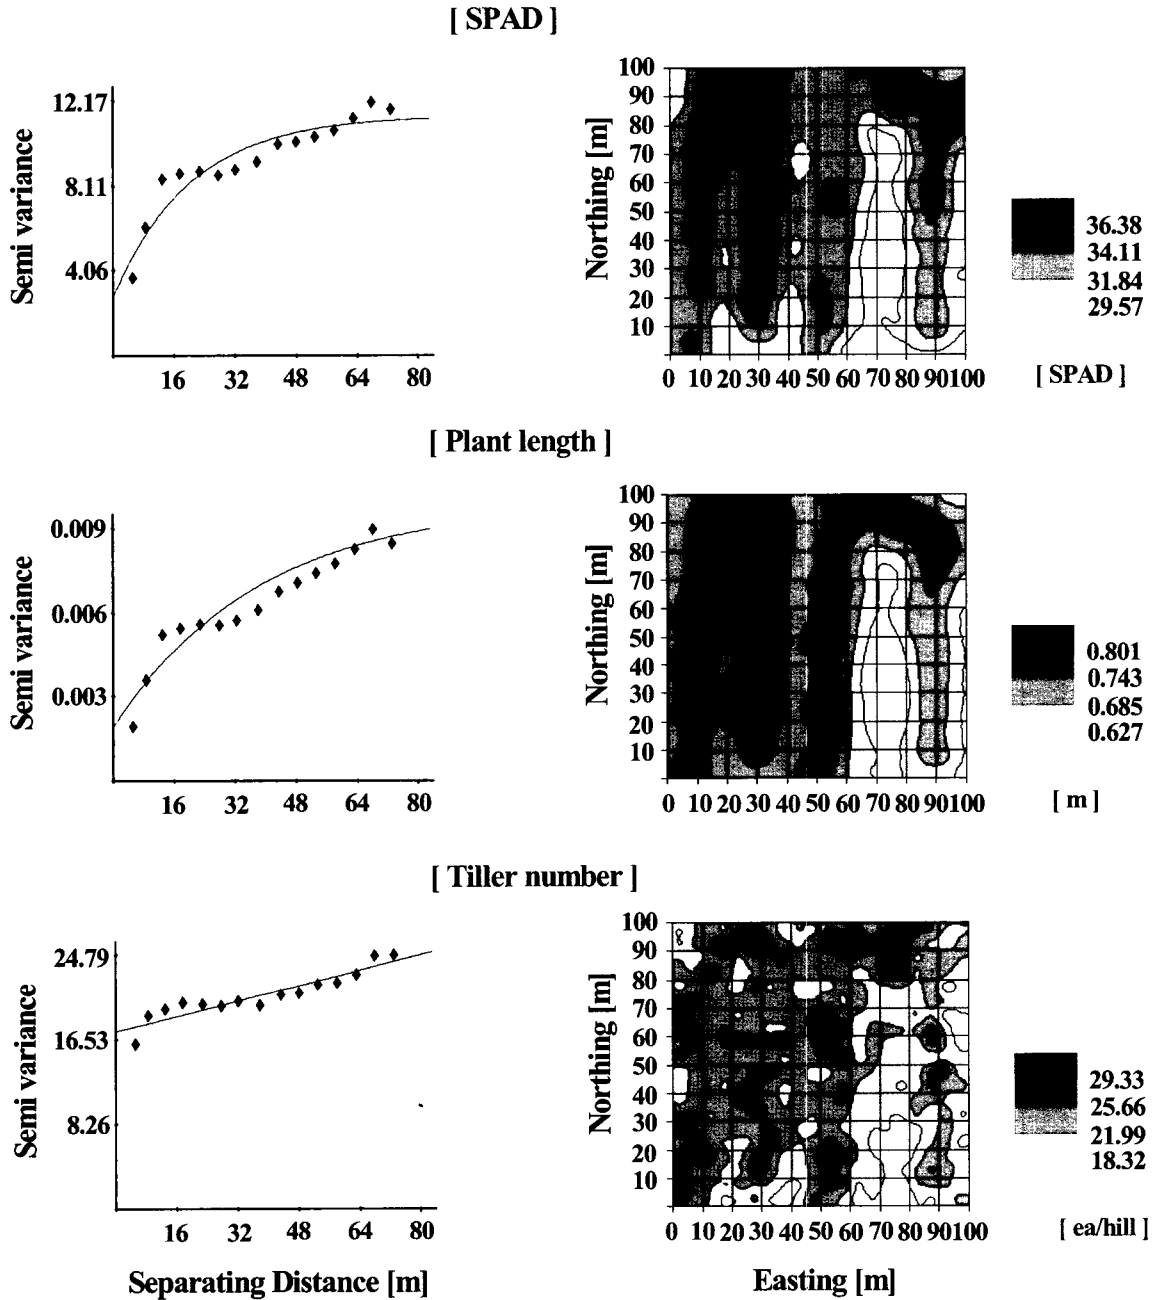 [ SPAD ]
Semi variance
12.17
8.11
4.06
16 32 48 64 80
Northing [m]
100
90
80
70
60
50
40
30
20
10
0 10 20 30 40 50 60 70 80 90 100
36.38
34.11
31.84
29.57
[ SPAD ]
[ Plant length ]
Semi variance
0.009
0.006
0.003
16 32 48 64 80
Northing [m]
100
90
80
70
60
50
40
30
20
10
0 10 20 30 40 50 60 70 80 90 100
0.801
0.743
0.685
0.627
[ m ]
[ Tiller number ]
Semi variance
24.79
16.53
8.26
16 32 48 64 80
Separating Distance [m]
Northing [m]
100
90
80
70
60
50
40
30
20
10
0 10 20 30 40 50 60 70 80 90 100
Easting [m]
29.33
25.66
21.99
18.32
[ ea/hill ]